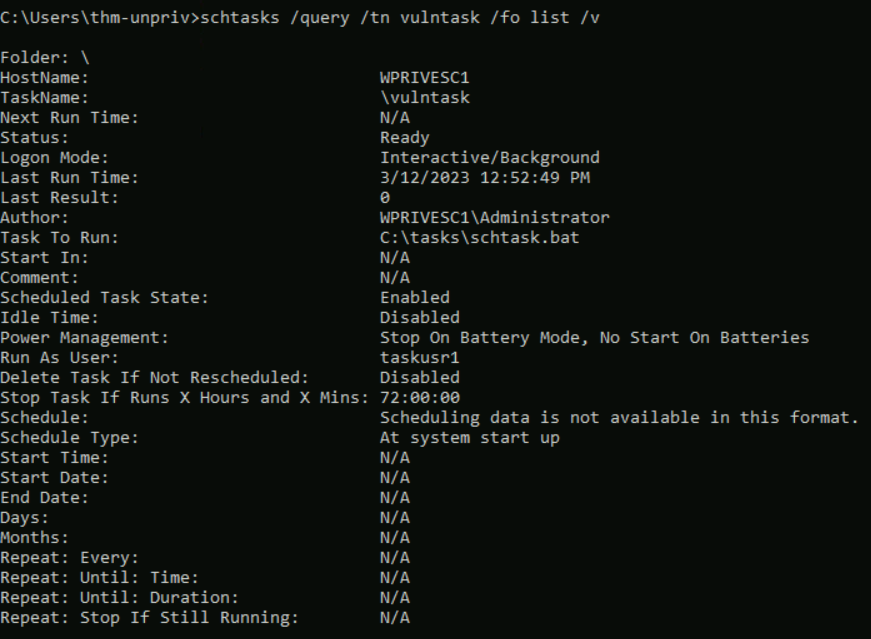 C:\Users\thm-unpriv>schtasks /query /tn vulntask /fo list /v
Folder: \
HostName: WPRIVESC1
TaskName: \vulntask
Next Run Time: N/A
Status: Ready
Logon Mode: Interactive/Background
Last Run Time: 3/12/2023 12:52:49 PM
Last Result: 0
Author: WPRIVESC1\Administrator
Task To Run: C:\tasks\schtask.bat
Start In: N/A
Comment: N/A
Scheduled Task State: Enabled
Idle Time: Disabled
Power Management: Stop On Battery Mode, No Start On Batteries
Run As User: taskusr1
Delete Task If Not Rescheduled: Disabled
Stop Task If Runs X Hours and X Mins: 72:00:00
Schedule: Scheduling data is not available in this format.
Schedule Type: At system start up
Start Time: N/A
Start Date: N/A
End Date: N/A
Days: N/A
Months: N/A
Repeat: Every: N/A
Repeat: Until: Time: N/A
Repeat: Until: Duration: N/A
Repeat: Stop If Still Running: N/A